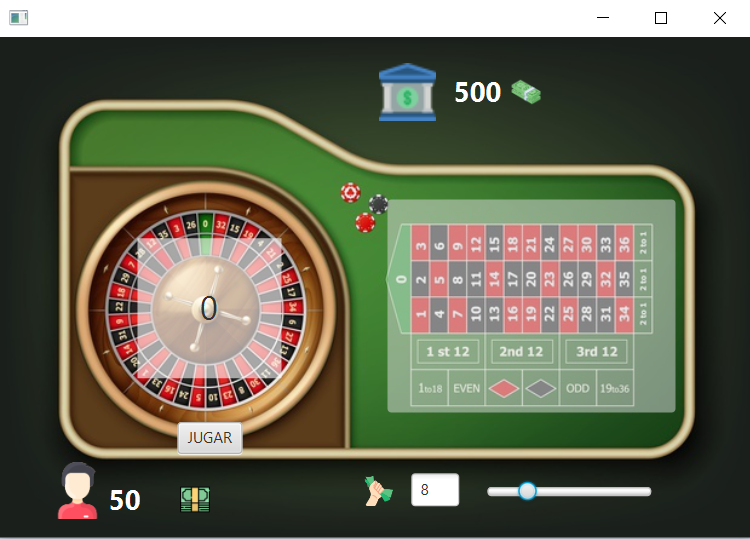 500
0
3 6 9 12 15 18 21 24 27 30 33 36 2 to 1
0 2 5 8 11 14 17 20 23 26 29 32 35 2 to 1
1 4 7 10 13 16 19 22 25 28 31 34 2 to 1
1 st 12 2nd 12 3rd 12
1to18 EVEN ODD 19to36
JUGAR
50
8